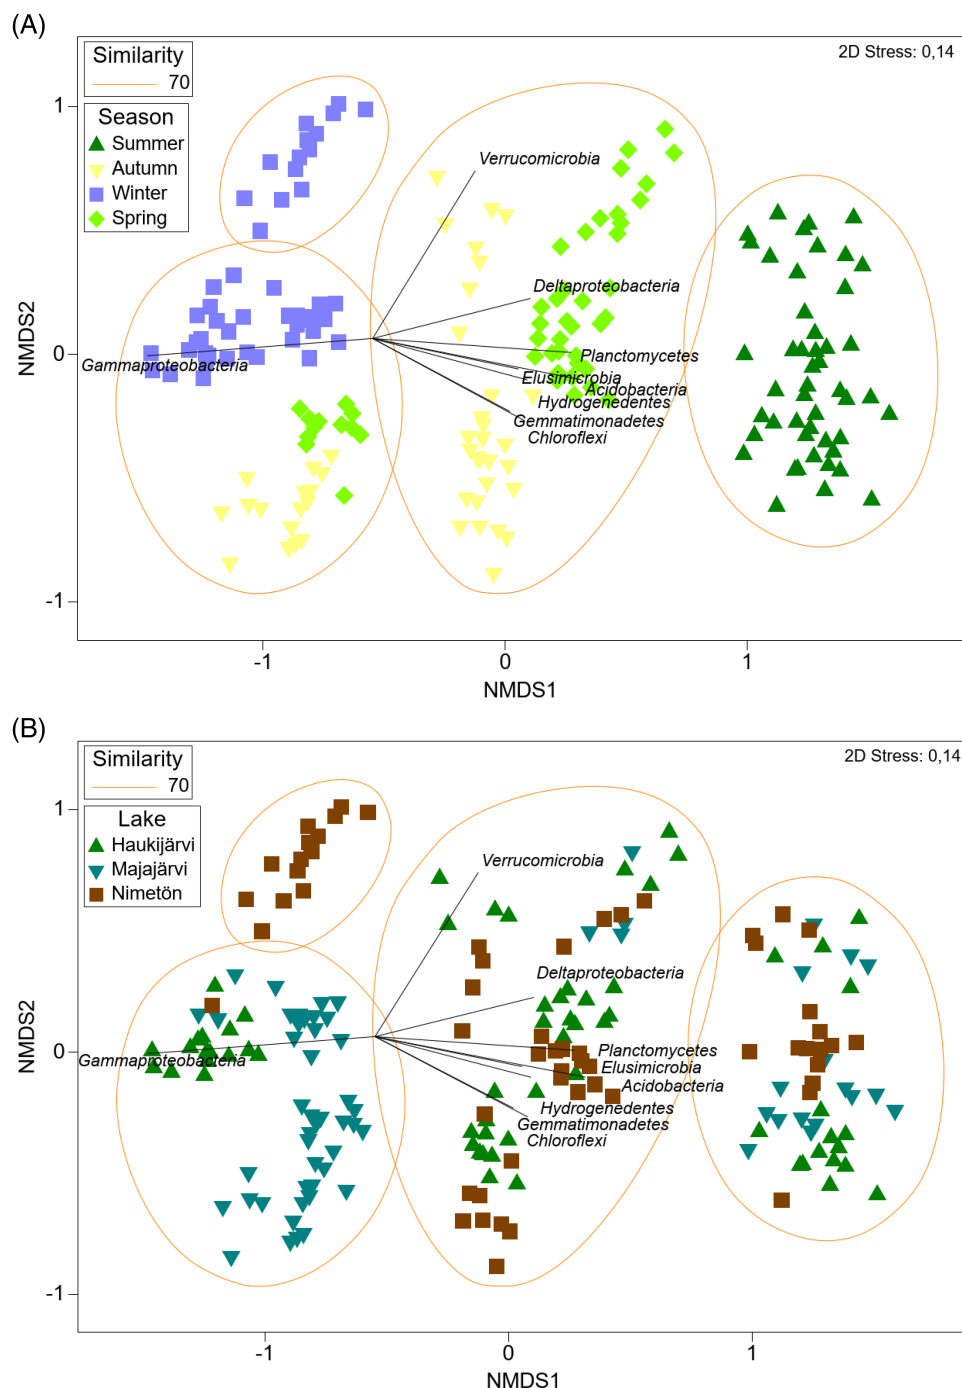 (A)
2D Stress: 0,14
Similarity
70
Season
Summer
Autumn
Winter
Spring
1
0
-1
NMDS2
Verrucomicrobia
Deltaproteobacteria
Planctomycetes
Gammaproteobacteria
Elusimicrobia
Acidobacteria
Hydrogenedentes
Gemmatimonadetes
Chloroflexi
-1
0
1
NMDS1
(B)
2D Stress: 0,14
Similarity
70
Lake
Haukijärvi
Majajärvi
Nimetön
1
0
-1
NMDS2
Verrucomicrobia
Deltaproteobacteria
Planctomycetes
Gammaproteobacteria
Elusimicrobia
Acidobacteria
Hydrogenedentes
Gemmatimonadetes
Chloroflexi
-1
0
1
NMDS1